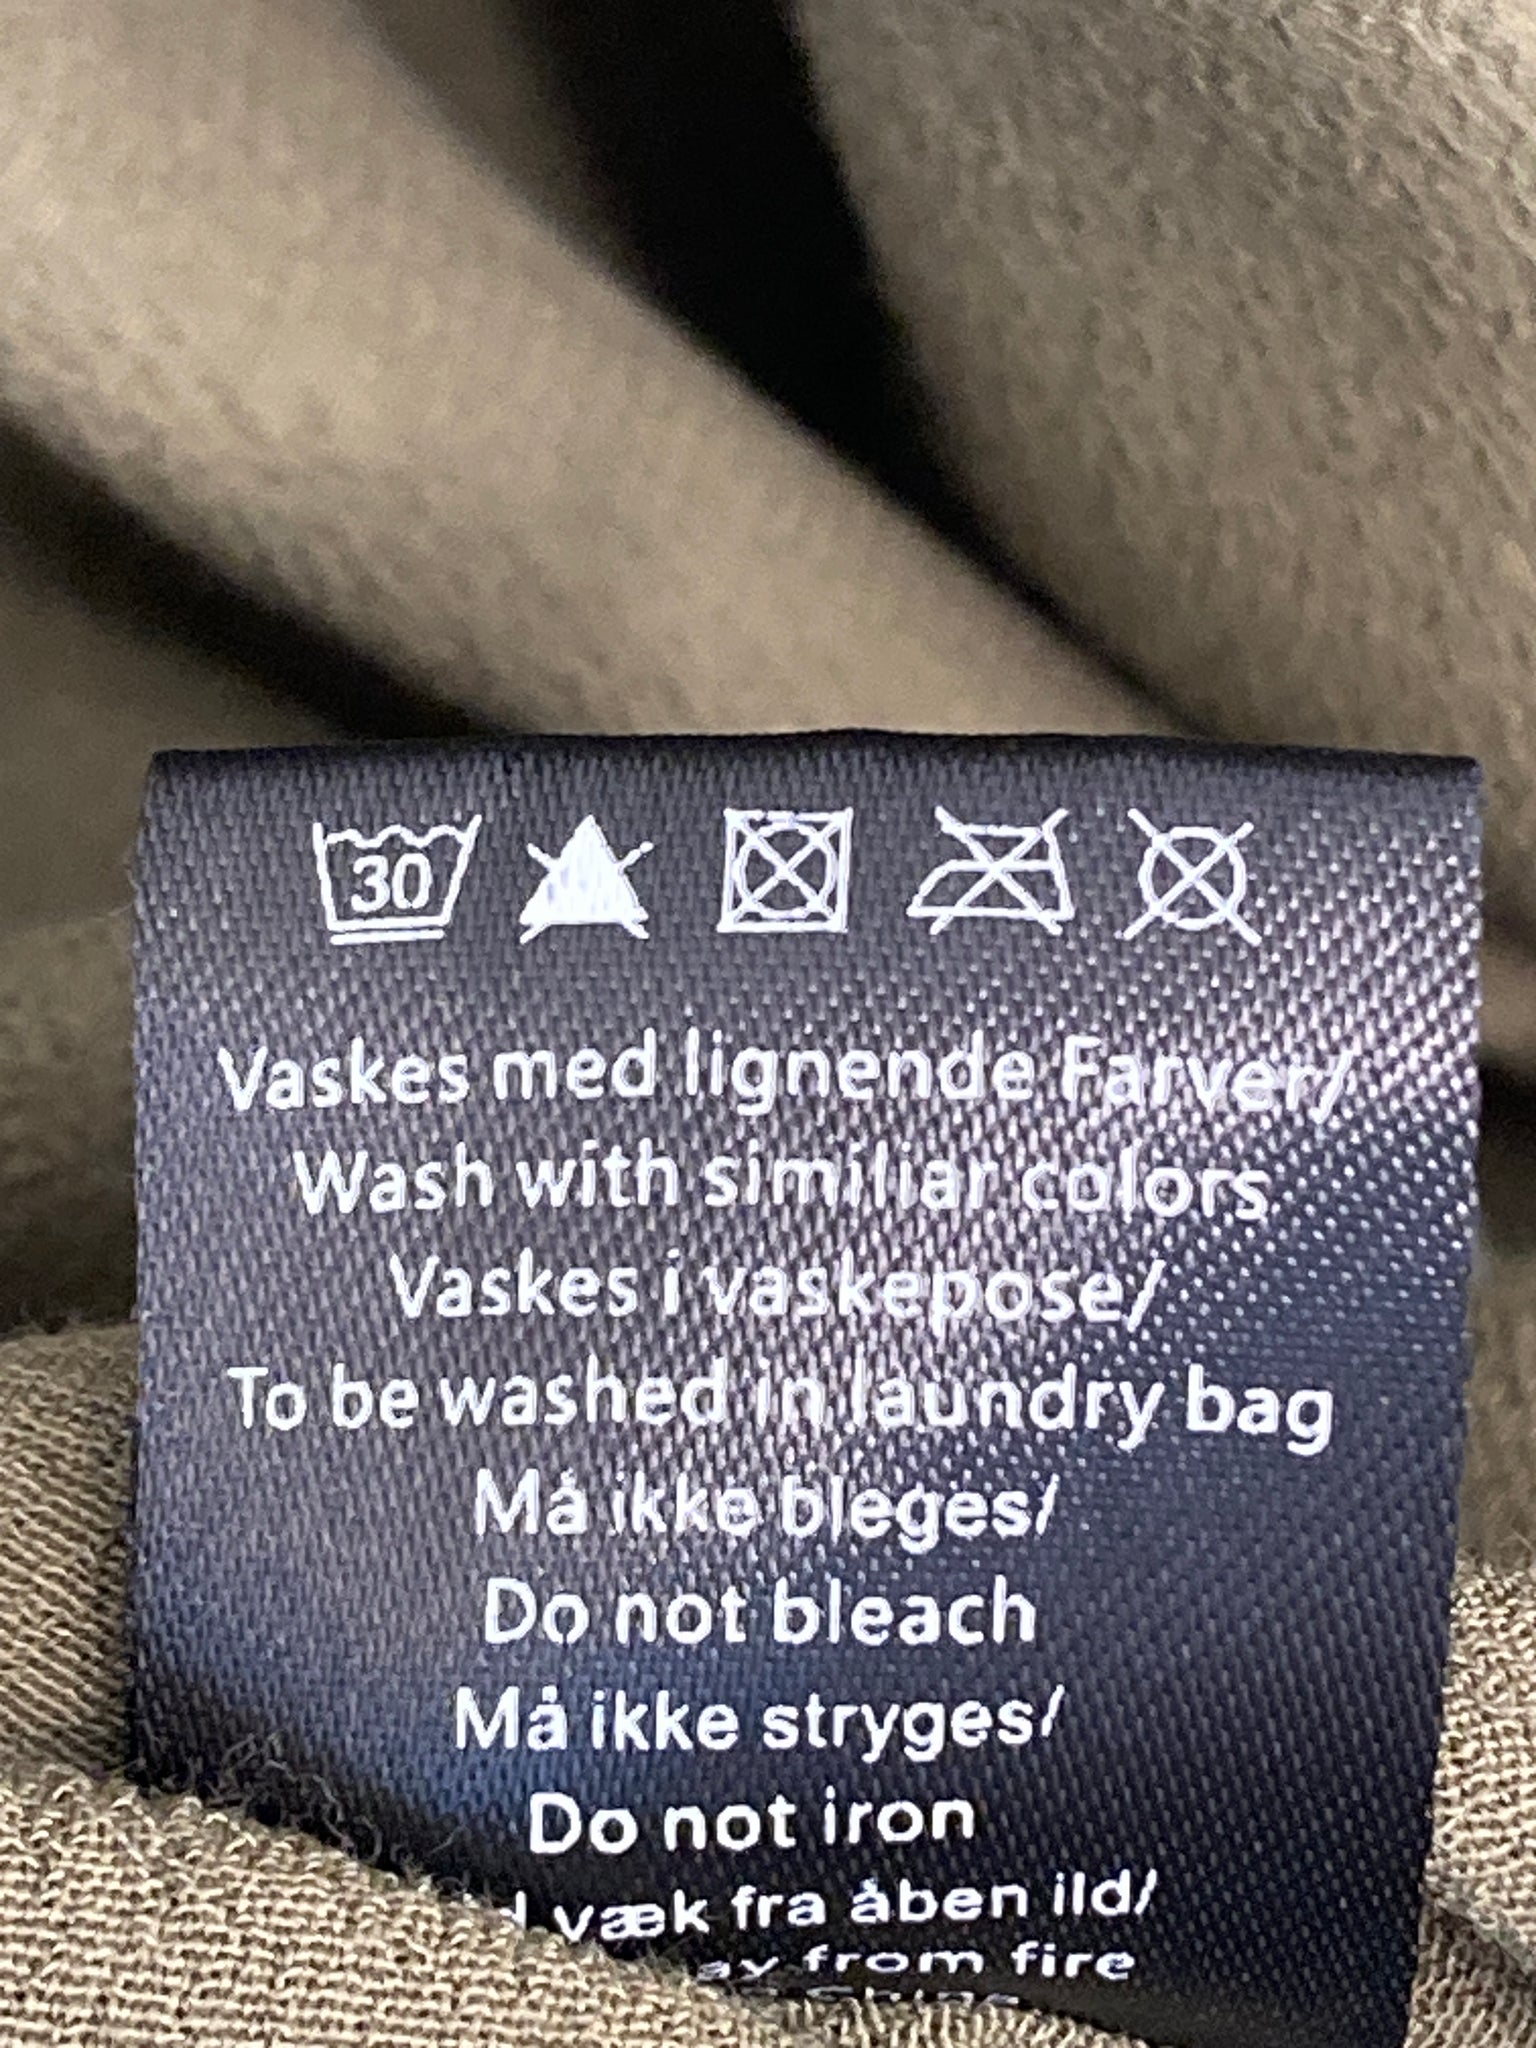 30
Vaskes med lignende Farver/
Wash with similiar colors
Vaskes i vaskepose/
To be washed in laundry bag
Må ikke bleges/
Do not bleach
Må ikke stryges/
Do not iron
væk fra åben ild/
from fire